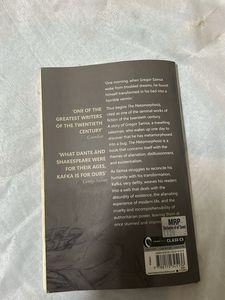 'ONE OF THE
GREATEST WRITERS
OF THE TWENTIETH
CENTURY'
Guardian
'WHAT DANTE AND
SHAKESPEARE WERE
FOR THEIR AGES,
KAFKA IS FOR OURS'
One morning, when Gregor Samsa
woke from troubled dreams, he found
himself transformed in his bed into a
horrible vermin.
Thus begins The Metamorphosis,
cited as one of the seminal works of
fiction of the twentieth century.
A story of Gregor Samsa, a travelling
salesman, who wakes up one day to
discover that he has metamorphosed
into a bug, The Metamorphosis is a
book that concerns itself with the
themes of alienation, disillusionment,
and existentialism.
As Samsa struggles to reconcile his
humanity with his transformation,
Kafka, very deftly, weaves his readers
into a web that deals with the
absurdity of existence, the alienating
experience of modern life, and the
cruelty and incomprehensibility of
authoritarian power, leaving them at
once stunned and
MRP
CLASSICS